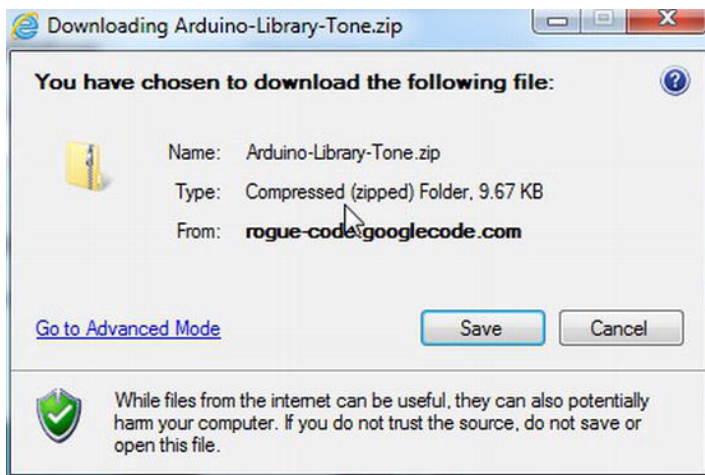 Downloading Arduino-Library-Tone.zip
You have chosen to download the following file:
Name: Arduino-Library-Tone.zip
Type: Compressed (zipped) Folder, 9.67 KB
From: rogue-code.googlecode.com
Go to Advanced Mode
Save
Cancel
While files from the internet can be useful, they can also potentially
harm your computer. If you do not trust the source, do not save or
open this file.